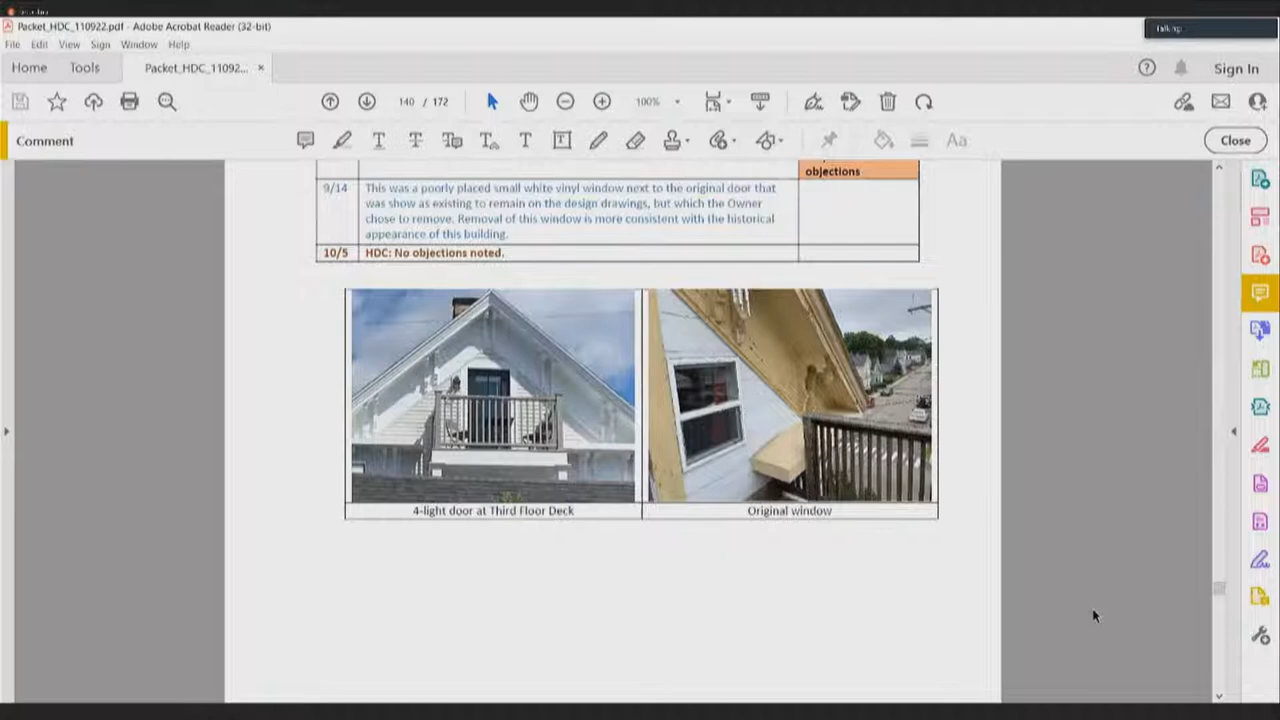 Packet_HDC_110922.pdf - Adobe Acrobat Reader (32-bit)
File Edit View Sign Window Help
Home Tools Packet_HDC_11092... × Sign In
140 / 172 100%
Comment Close
objections
9/14 This was a poorly placed small white vinyl window next to the original door that
was show as existing to remain on the design drawings, but which the Owner
chose to remove. Removal of this window is more consistent with the historical
appearance of this building.
10/5 HDC: No objections noted.
4-light door at Third Floor Deck Original window